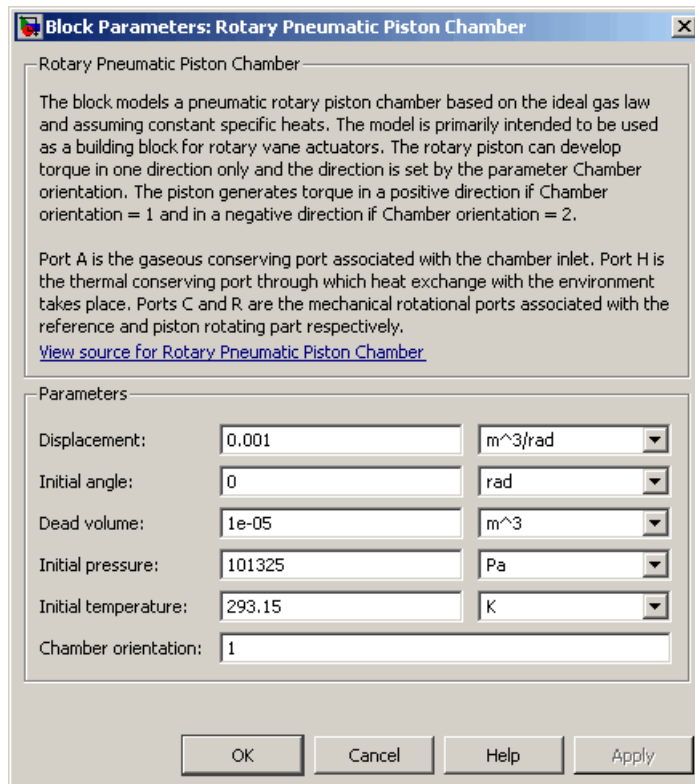 Block Parameters: Rotary Pneumatic Piston Chamber
Rotary Pneumatic Piston Chamber
The block models a pneumatic rotary piston chamber based on the ideal gas law
and assuming constant specific heats. The model is primarily intended to be used
as a building block for rotary vane actuators. The rotary piston can develop
torque in one direction only and the direction is set by the parameter Chamber
orientation. The piston generates torque in a positive direction if Chamber
orientation = 1 and in a negative direction if Chamber orientation = 2.
Port A is the gaseous conserving port associated with the chamber inlet. Port H is
the thermal conserving port through which heat exchange with the environment
takes place. Ports C and R are the mechanical rotational ports associated with the
reference and piston rotating part respectively.
View source for Rotary Pneumatic Piston Chamber
Parameters
Displacement: 0.001 m^3/rad
Initial angle: 0 rad
Dead volume: 1e-05 m^3
Initial pressure: 101325 Pa
Initial temperature: 293.15 K
Chamber orientation: 1
OK Cancel Help Apply